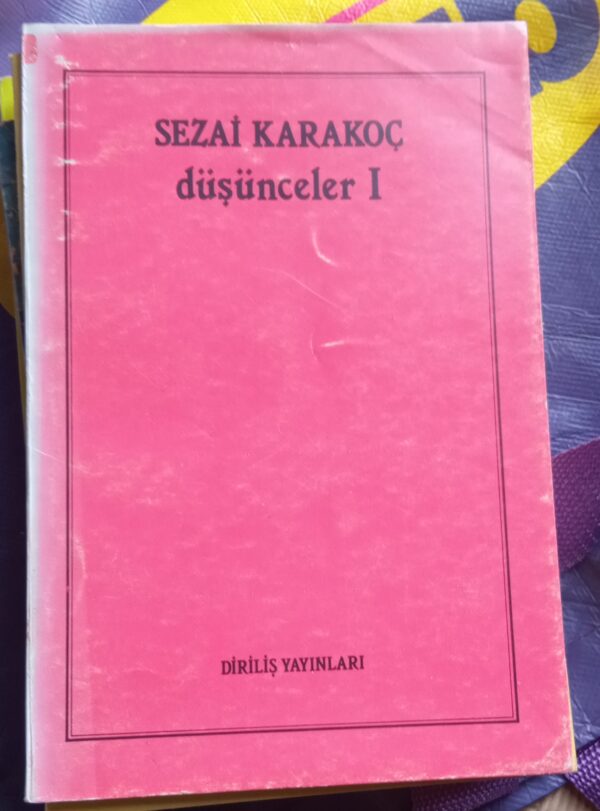 SEZAİ KARAKOÇ
düşünceler I
DİRİLİŞ YAYINLARI